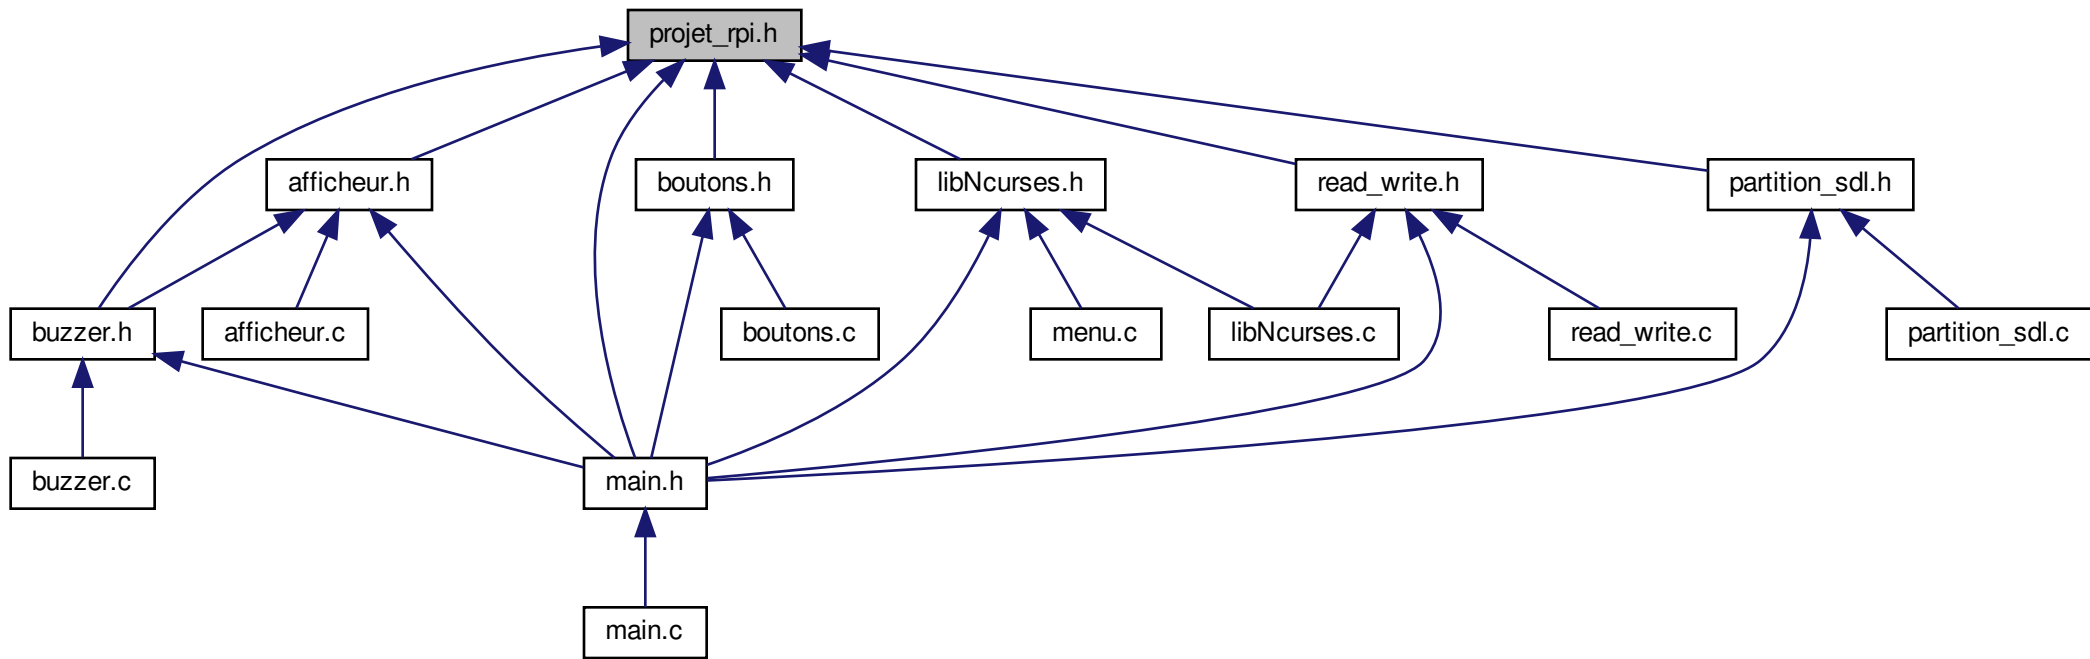 projet_rpi.h
afficheur.h
boutons.h
libNcurses.h
read_write.h
partition_sdl.h
buzzer.h
afficheur.c
boutons.c
menu.c
libNcurses.c
read_write.c
partition_sdl.c
buzzer.c
main.h
main.c